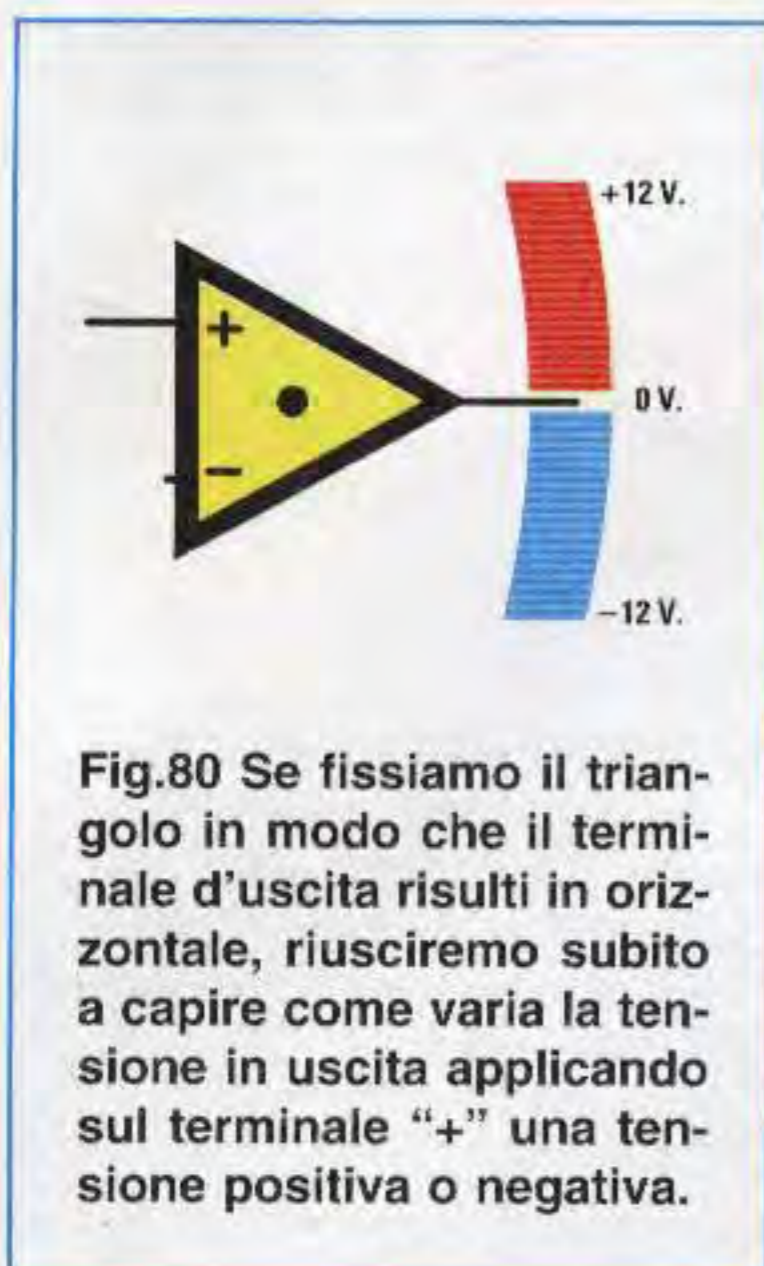 +12 V.
+
0 V.
−
−12 V.
Fig.80 Se fissiamo il trian-
golo in modo che il termi-
nale d'uscita risulti in oriz-
zontale, riusciremo subito
a capire come varia la ten-
sione in uscita applicando
sul terminale “+” una ten-
sione positiva o negativa.